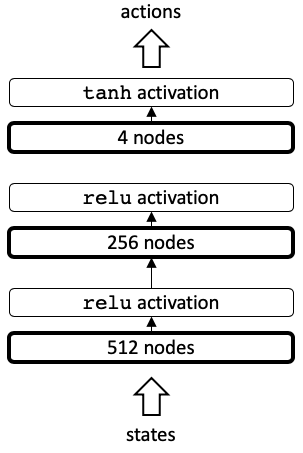 actions
tanh activation
4 nodes
relu activation
256 nodes
relu activation
512 nodes
states